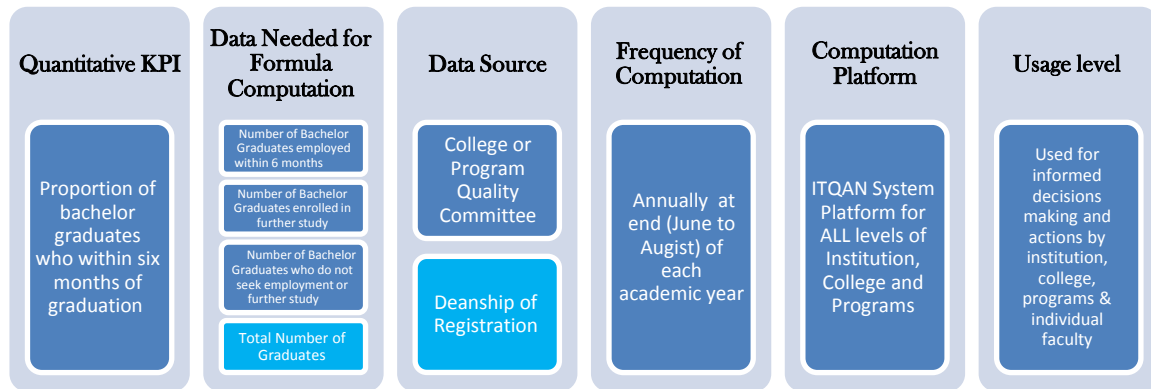 Quantitative KPI
Proportion of
bachelor
graduates
who within six
months of
graduation
Data Needed for
Formula
Computation
Number of Bachelor
Graduates employed
within 6 months
Number of Bachelor
Graduates enrolled in
further study
Number of Bachelor
Graduates who do not
seek employment or
further study
Total Number of
Graduates
Data Source
College or
Program
Quality
Committee
Deanship of
Registration
Frequency of
Computation
Annually at
end (June to
Augist) of
each
academic year
Computation
Platform
ITQAN System
Platform for
ALL levels of
Institution,
College and
Programs
Usage level
Used for
informed
decisions
making and
actions by
institution,
college,
programs &
individual
faculty